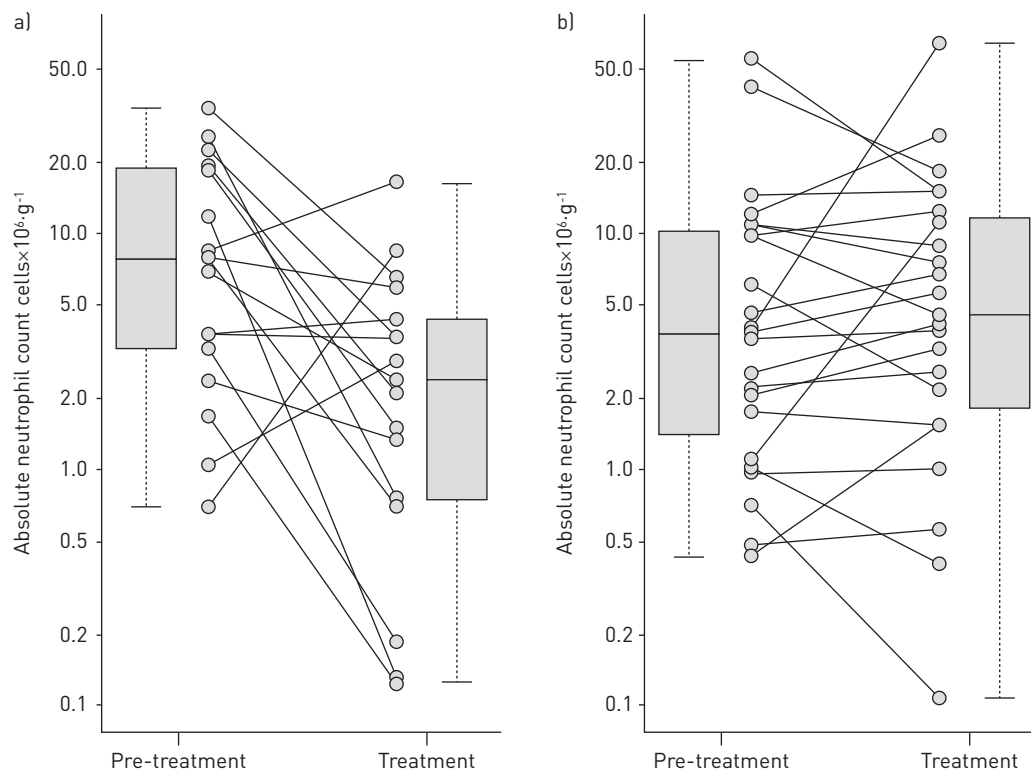 a)
Absolute neutrophil count cells×10⁶·g⁻¹
50.0
20.0
10.0
5.0
2.0
1.0
0.5
0.2
0.1
Pre-treatment
Treatment
b)
Absolute neutrophil count cells×10⁶·g⁻¹
50.0
20.0
10.0
5.0
2.0
1.0
0.5
0.2
0.1
Pre-treatment
Treatment